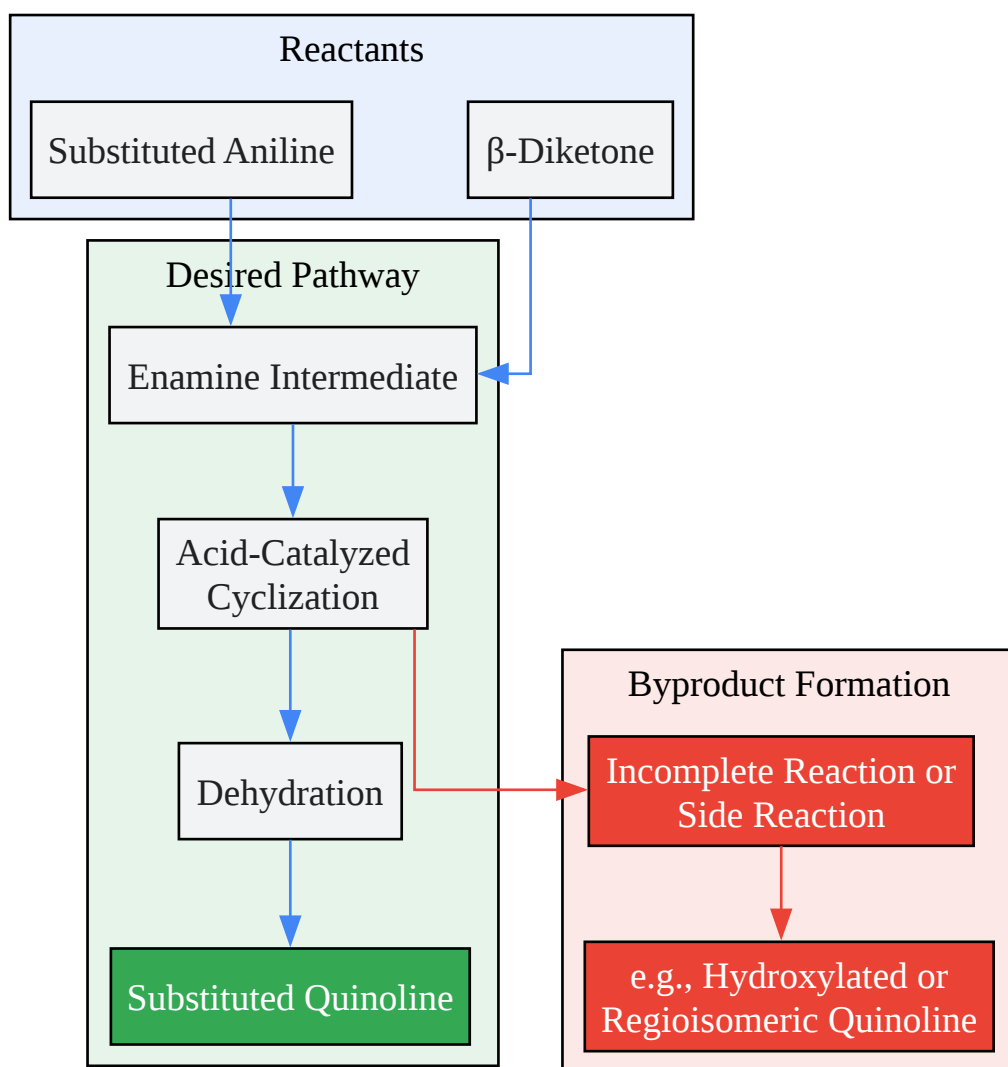 Reactants
Substituted Aniline
β-Diketone
Desired Pathway
Enamine Intermediate
Acid-Catalyzed
Cyclization
Dehydration
Substituted Quinoline
Byproduct Formation
Incomplete Reaction or
Side Reaction
e.g., Hydroxylated or
Regioisomeric Quinoline